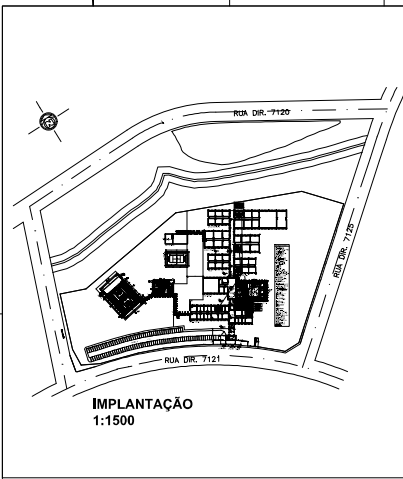 RUA DIR. 7120
RUA DIR. 7125
RUA DIR. 7121
IMPLANTAÇÃO
1:1500